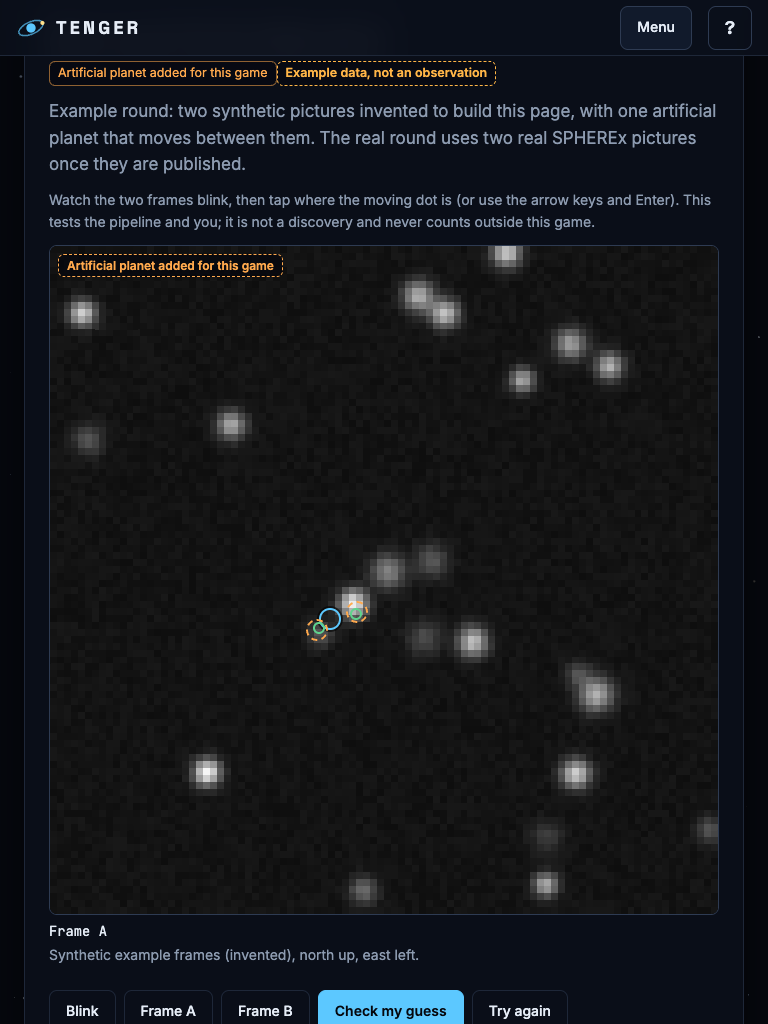 TENGER
Menu
?
Artificial planet added for this game
Example data, not an observation
Example round: two synthetic pictures invented to build this page, with one artificial
planet that moves between them. The real round uses two real SPHEREx pictures
once they are published.
Watch the two frames blink, then tap where the moving dot is (or use the arrow keys and Enter). This
tests the pipeline and you; it is not a discovery and never counts outside this game.
Artificial planet added for this game
Frame A
Synthetic example frames (invented), north up, east left.
Blink
Frame A
Frame B
Check my guess
Try again